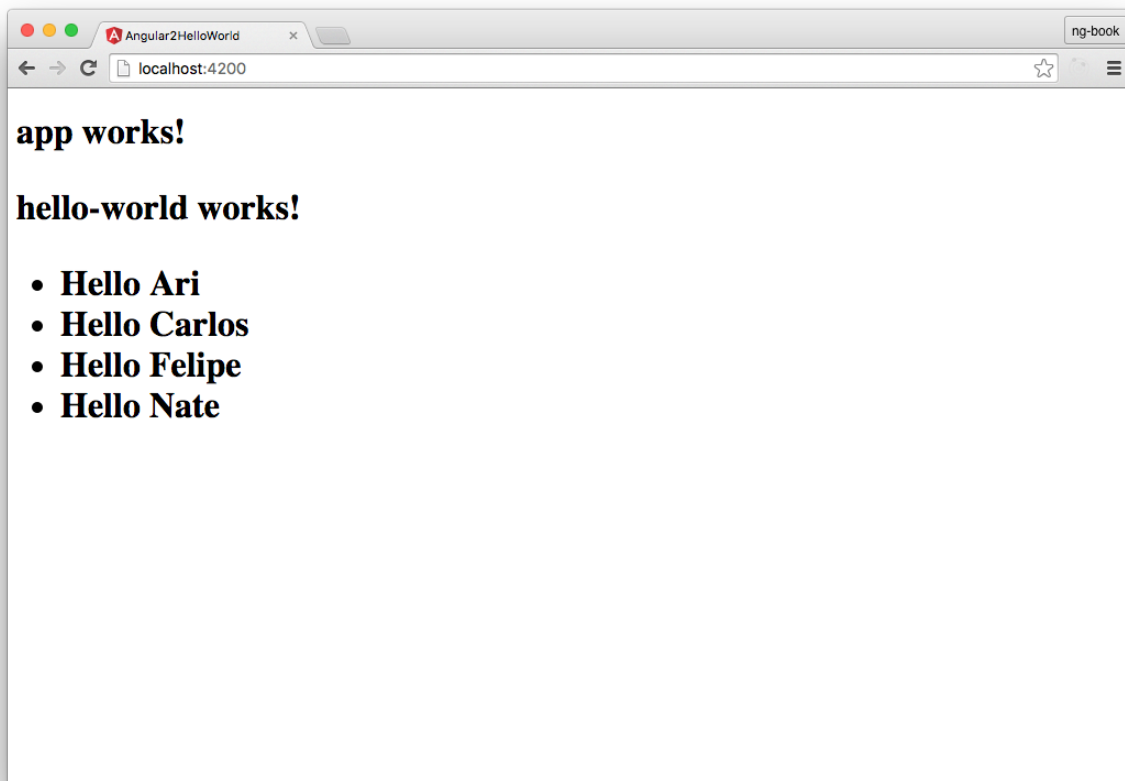 Angular2HelloWorld
ng-book
localhost:4200
app works!
hello-world works!
• Hello Ari
• Hello Carlos
• Hello Felipe
• Hello Nate